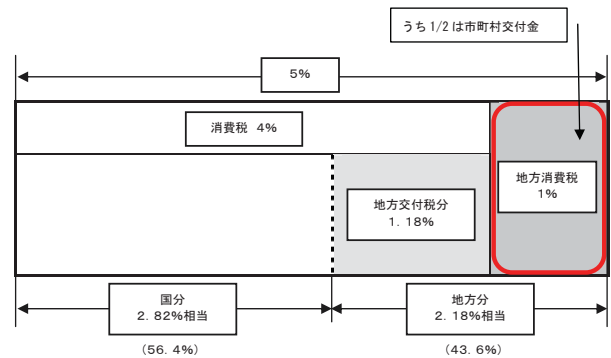 うち 1/2 は市町村交付金
5%
消費税 4%
地方消費税
1%
地方交付税分
1. 18%
国分
2. 82%相当
地方分
2. 18%相当
(56. 4%)
(43. 6%)